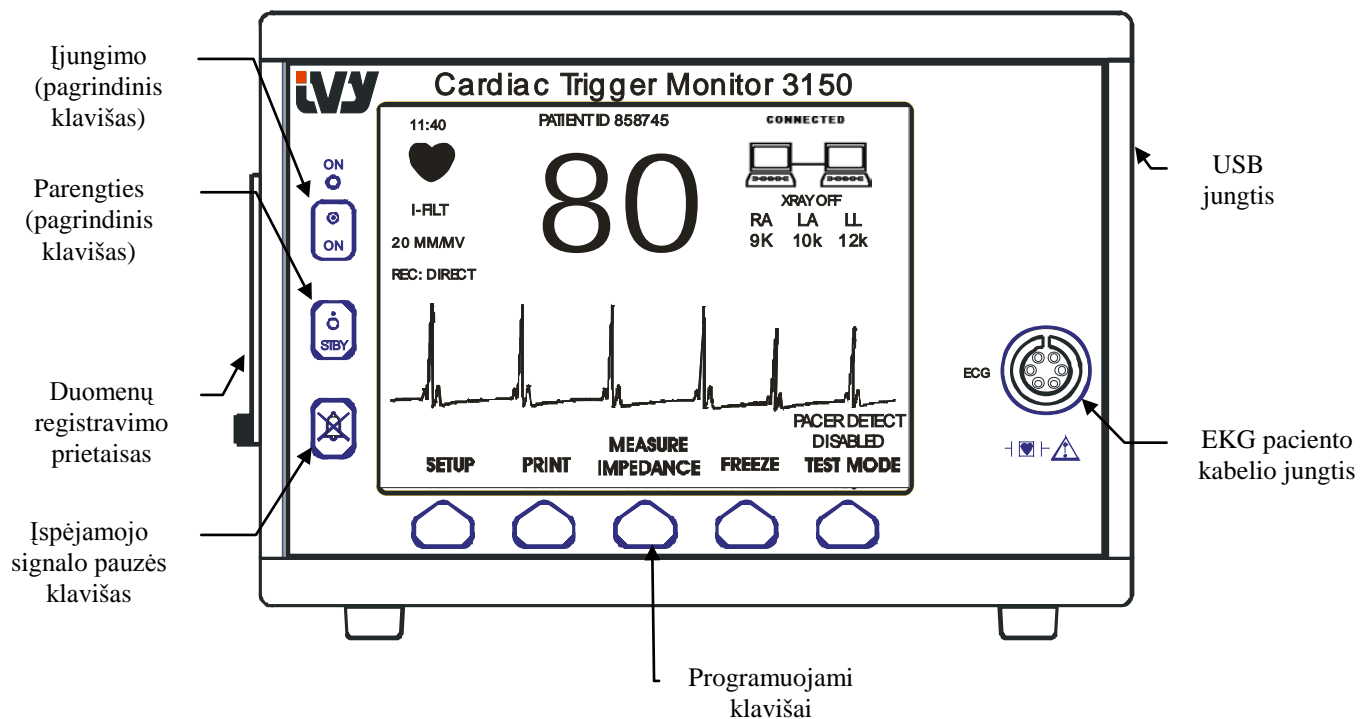 Įjungimo
(pagrindinis
klavišas)
Parengties
(pagrindinis
klavišas)
Duomenų
registravimo
prietaisas
Įspėjamojo
signalo pauzės
klavišas
ivy
Cardiac Trigger Monitor 3150
ON
ON
STBY
11:40
PATIENT ID 858745
CONNECTED
80
I-FILT
20 MM/MV
REC: DIRECT
XRAY OFF
RA LA LL
9K 10k 12k
PACER DETECT
DISABLED
SETUP
PRINT
MEASURE
IMPEDANCE
FREEZE
TEST MODE
ECG
USB
jungtis
EKG paciento
kabelio jungtis
Programuojami
klavišai